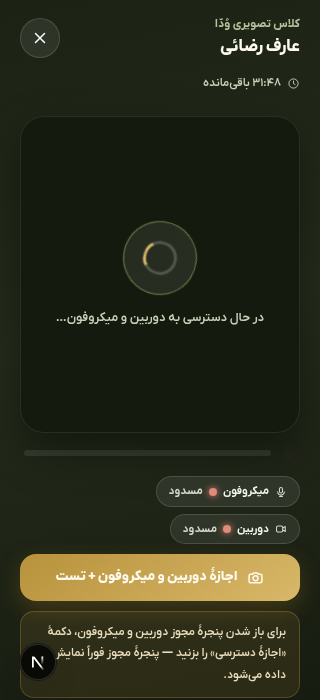 کلاس تصویری وُدّا
عارف رضائی
۳۱:۴۸ باقی‌مانده
در حال دسترسی به دوربین و میکروفون...
میکروفون مسدود
دوربین مسدود
اجازهٔ دوربین و میکروفون + تست
برای باز شدن پنجرهٔ مجوز دوربین و میکروفون، دکمهٔ
«اجازهٔ دسترسی» را بزنید — پنجرهٔ مجوز فوراً نمایش
داده می‌شود.
N